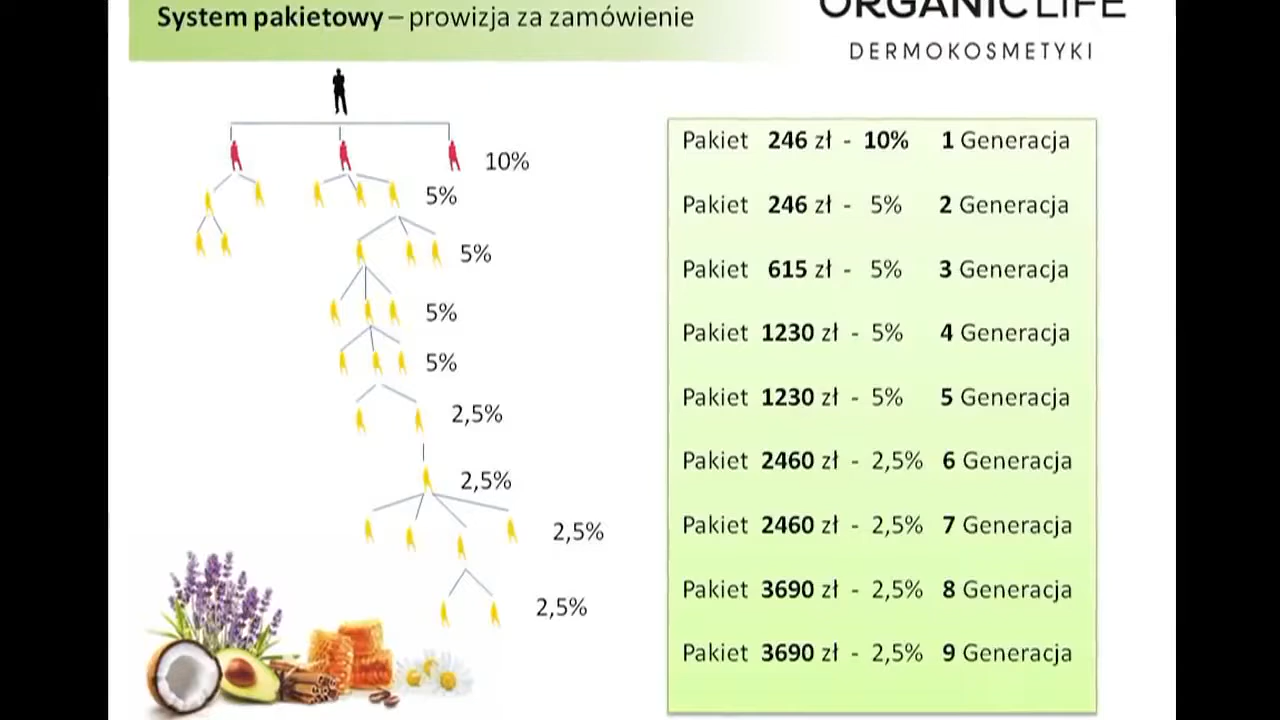 System pakietowy – prowizja za zamówienie
ORGANICLIFE
DERMOKOSMETYKI
10%
5%
5%
5%
5%
2,5%
2,5%
2,5%
2,5%
Pakiet 246 zł - 10% 1 Generacja
Pakiet 246 zł - 5% 2 Generacja
Pakiet 615 zł - 5% 3 Generacja
Pakiet 1230 zł - 5% 4 Generacja
Pakiet 1230 zł - 5% 5 Generacja
Pakiet 2460 zł - 2,5% 6 Generacja
Pakiet 2460 zł - 2,5% 7 Generacja
Pakiet 3690 zł - 2,5% 8 Generacja
Pakiet 3690 zł - 2,5% 9 Generacja